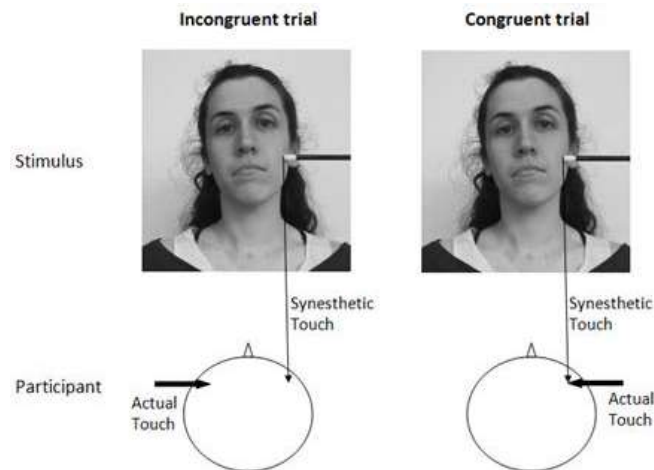 Incongruent trial
Congruent trial
Stimulus
Synesthetic
Touch
Synesthetic
Touch
Participant
Actual
Touch
Actual
Touch